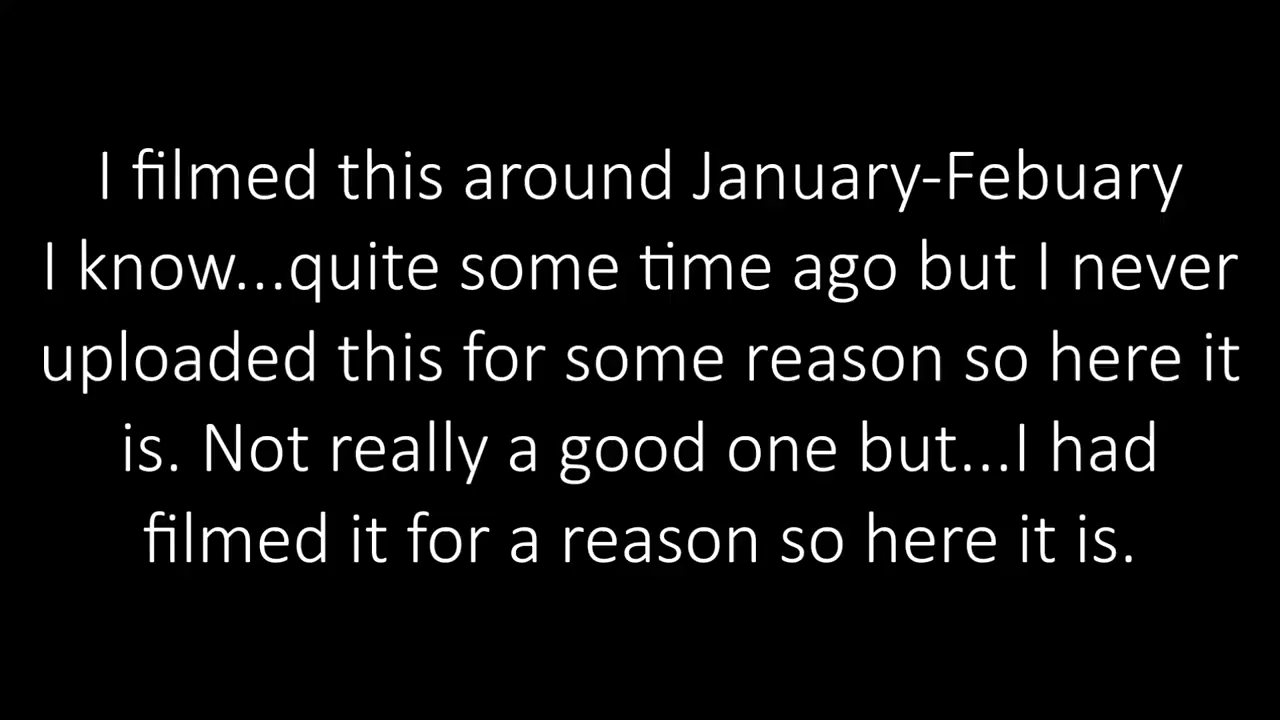 I filmed this around January-Febuary
I know...quite some time ago but I never
uploaded this for some reason so here it
is. Not really a good one but...I had
filmed it for a reason so here it is.